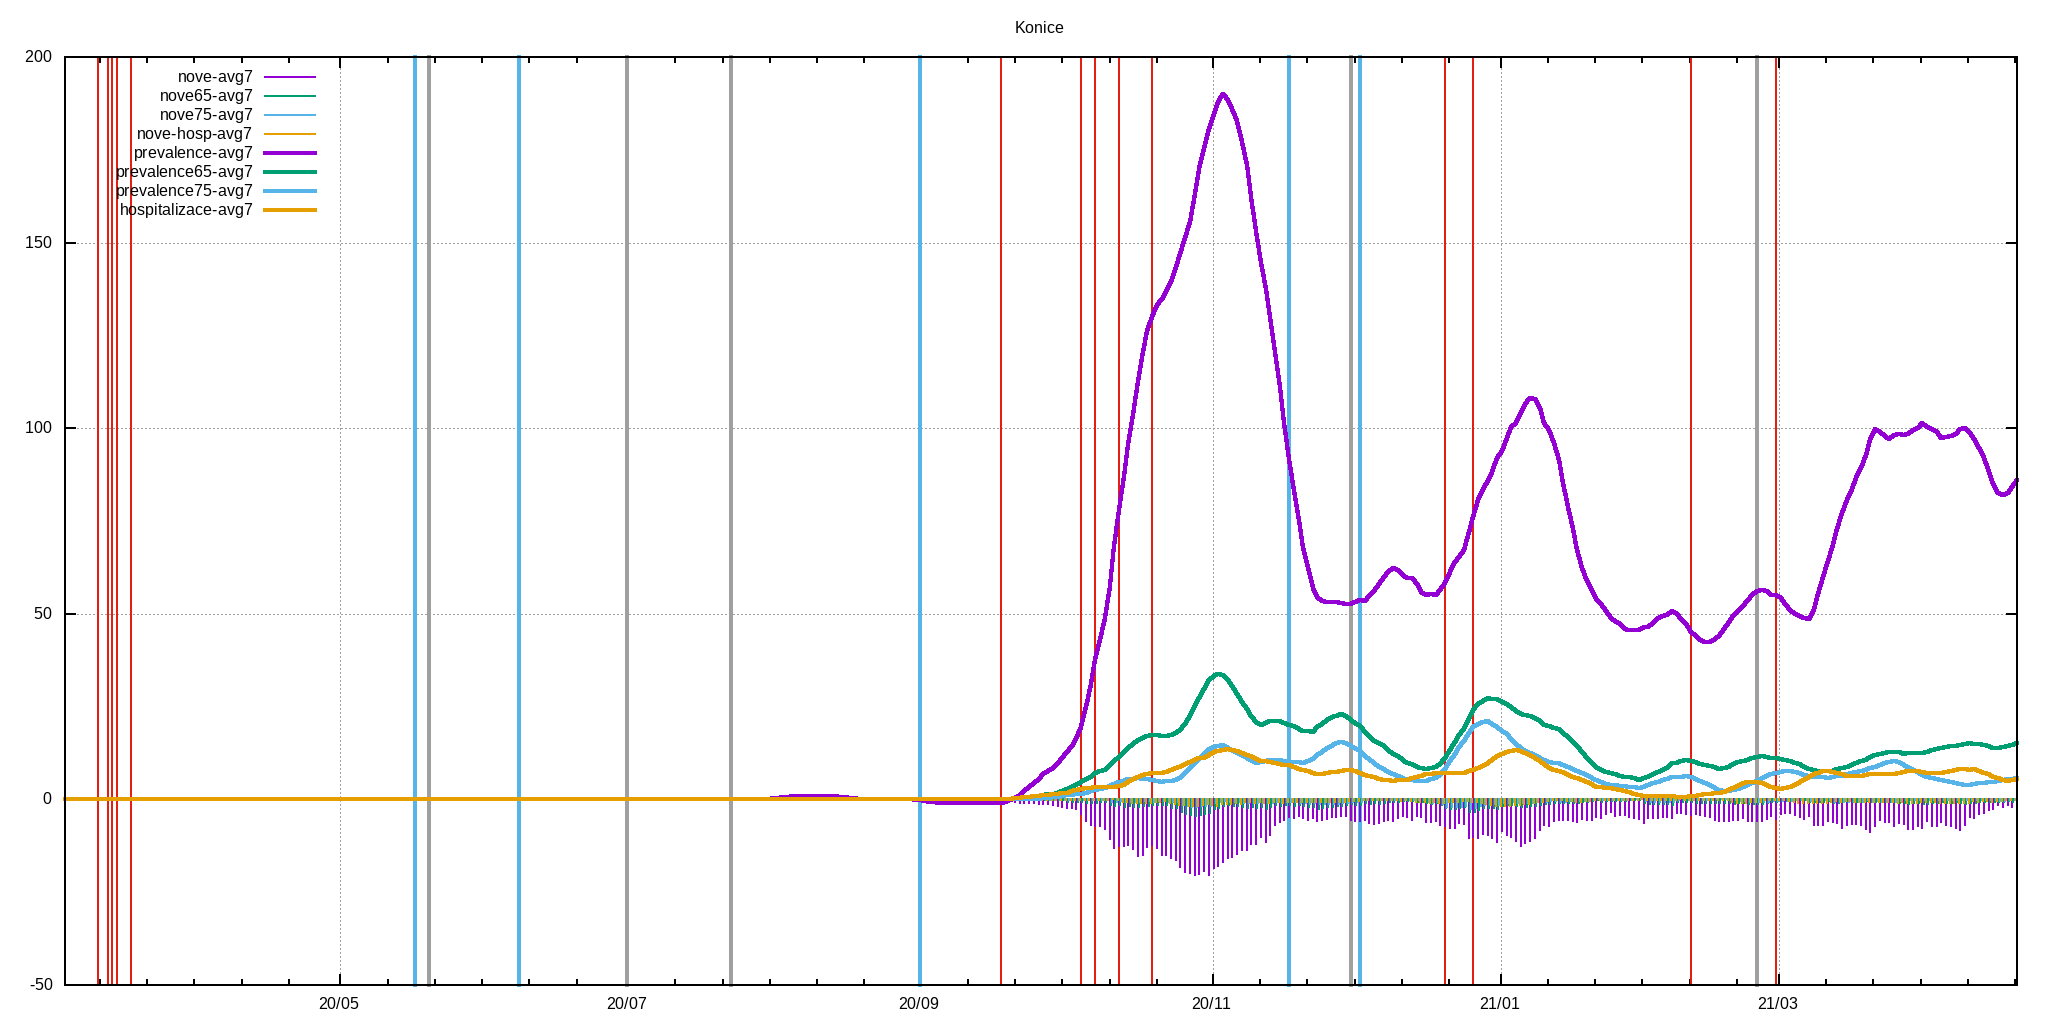 Konice
200
nove-avg7
nove65-avg7
nove75-avg7
nove-hosp-avg7
prevalence-avg7
prevalence65-avg7
prevalence75-avg7
hospitalizace-avg7
150
100
50
0
-50
20/05 20/07 20/09 20/11 21/01 21/03